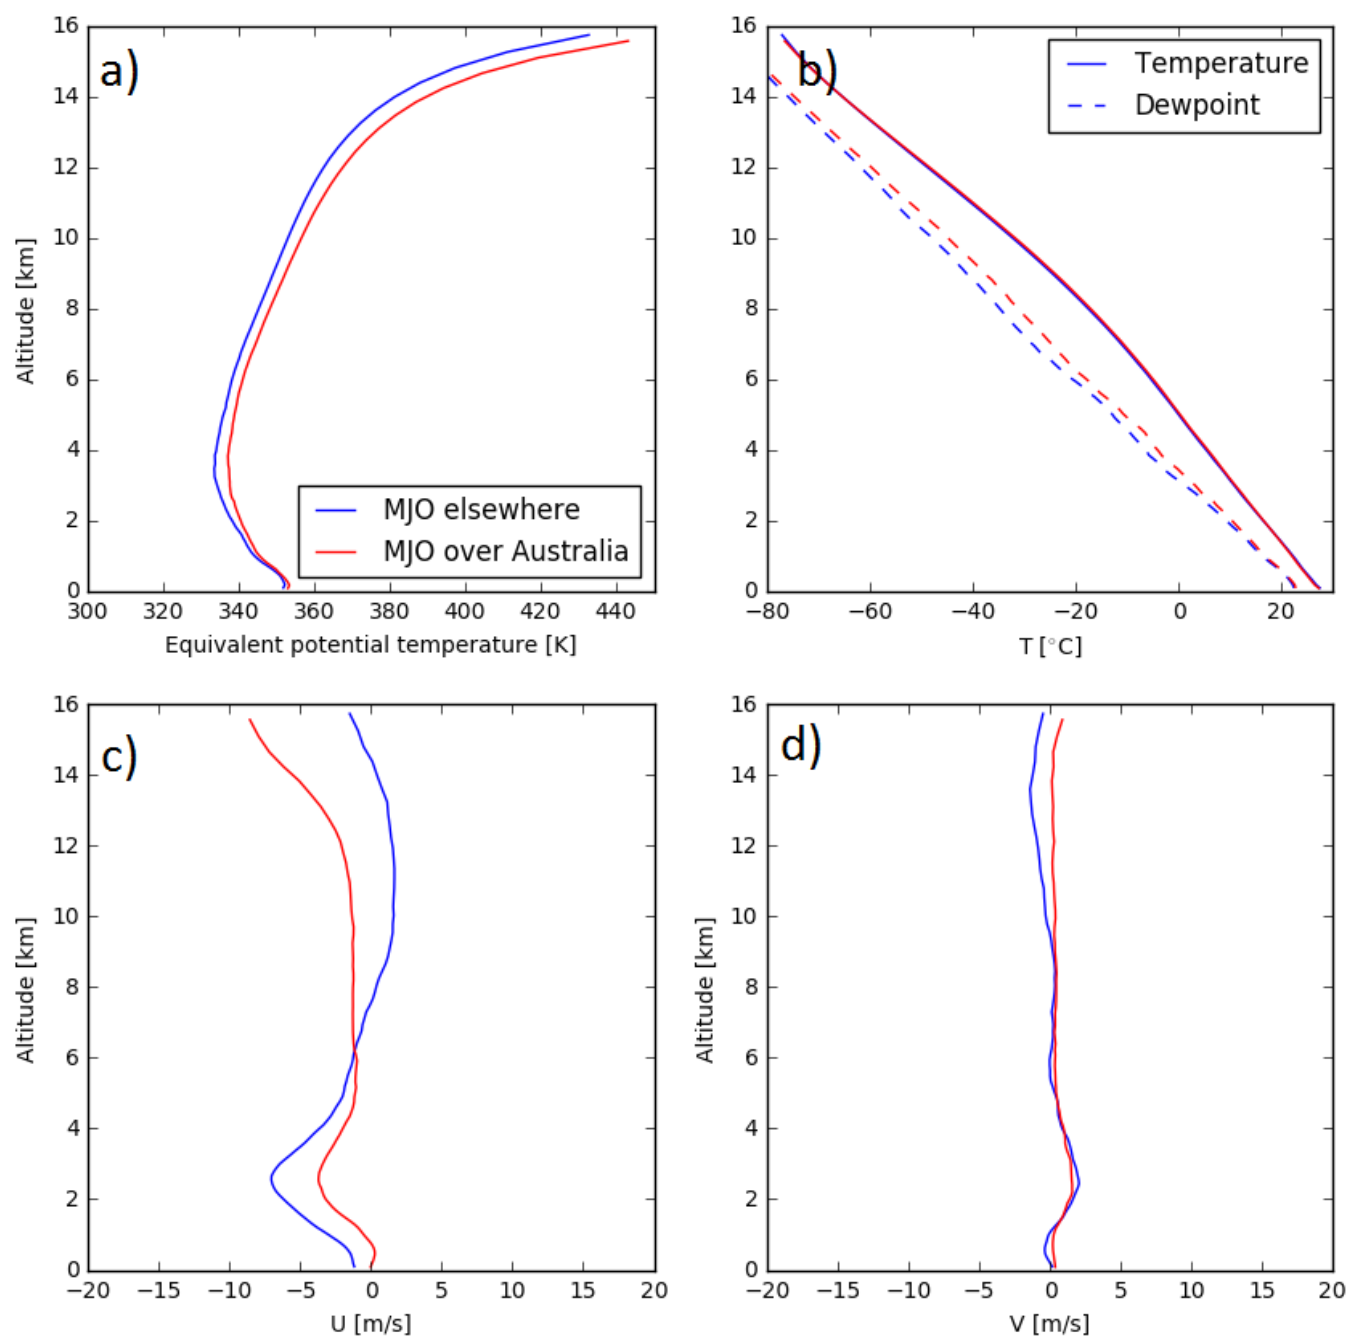 a)
16
14
12
10
8
6
4
2
0
Altitude [km]
MJO elsewhere
MJO over Australia
300 320 340 360 380 400 420 440
Equivalent potential temperature [K]
b)
Temperature
Dewpoint
16
14
12
10
8
6
4
2
0
−80 −60 −40 −20 0 20
T [°C]
c)
16
14
12
10
8
6
4
2
0
Altitude [km]
−20 −15 −10 −5 0 5 10 15 20
U [m/s]
d)
16
14
12
10
8
6
4
2
0
Altitude [km]
−20 −15 −10 −5 0 5 10 15 20
V [m/s]